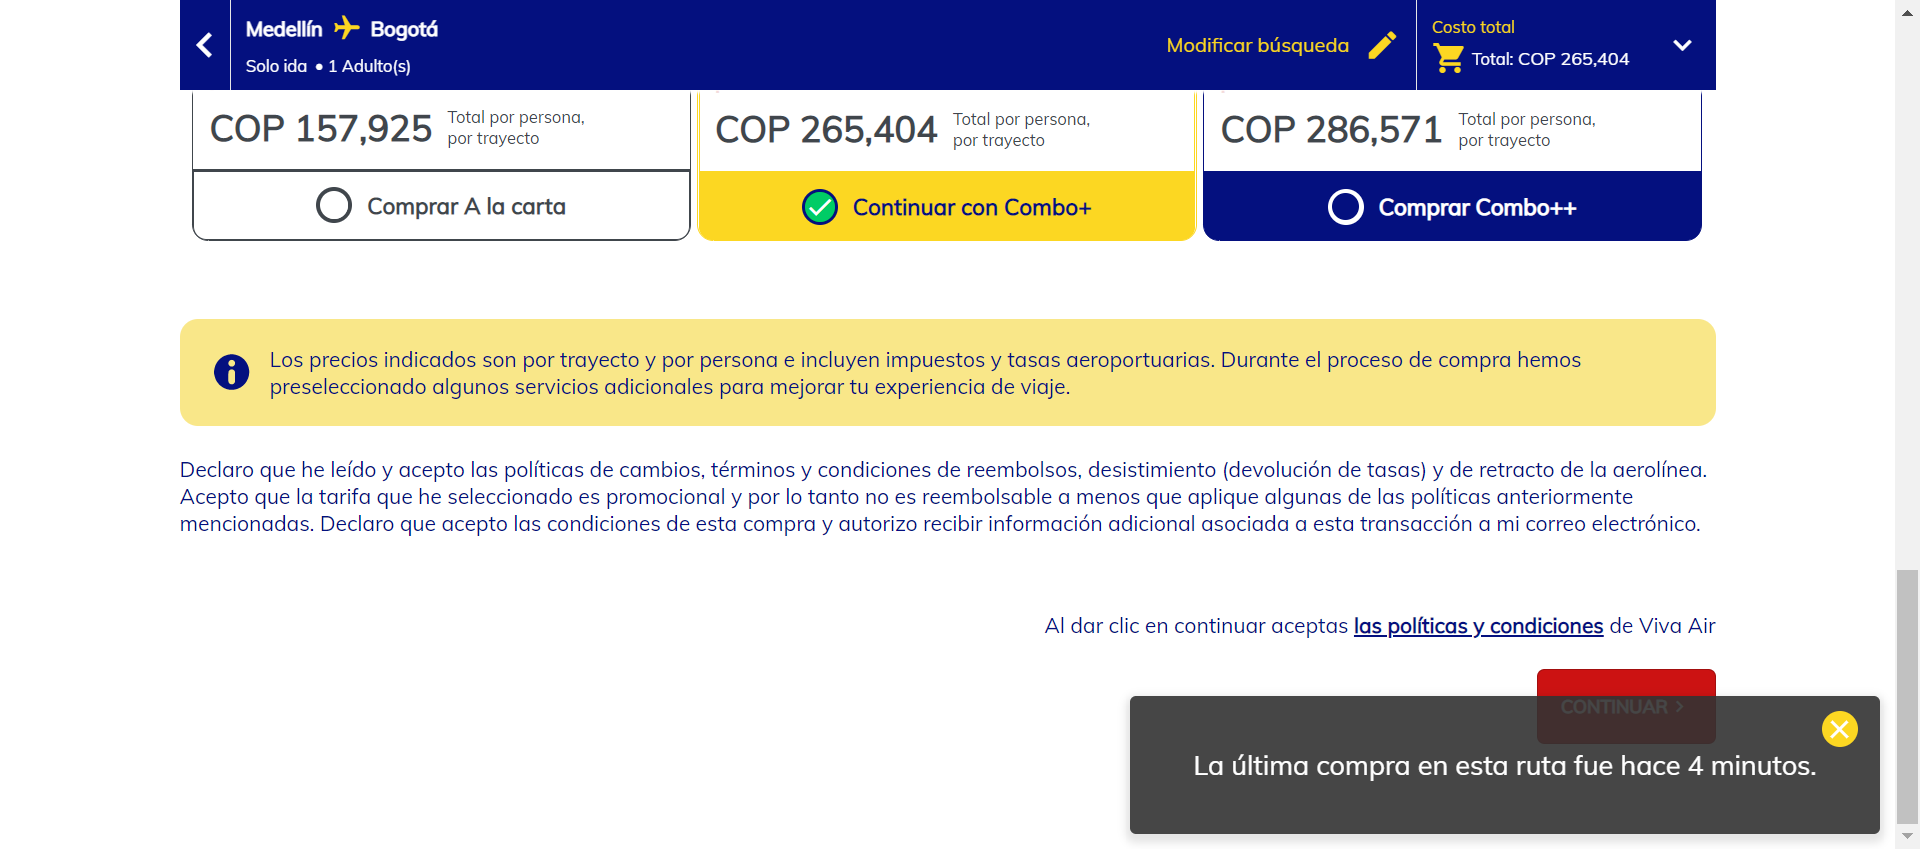 Medellín Bogotá
Solo ida • 1 Adulto(s)
Modificar búsqueda
Costo total
Total: COP 265,404
COP 157,925
Total por persona,
por trayecto
Comprar A la carta
COP 265,404
Total por persona,
por trayecto
Continuar con Combo+
COP 286,571
Total por persona,
por trayecto
Comprar Combo++
Los precios indicados son por trayecto y por persona e incluyen impuestos y tasas aeroportuarias. Durante el proceso de compra hemos
preseleccionado algunos servicios adicionales para mejorar tu experiencia de viaje.
Declaro que he leído y acepto las políticas de cambios, términos y condiciones de reembolsos, desistimiento (devolución de tasas) y de retracto de la aerolínea.
Acepto que la tarifa que he seleccionado es promocional y por lo tanto no es reembolsable a menos que aplique algunas de las políticas anteriormente
mencionadas. Declaro que acepto las condiciones de esta compra y autorizo recibir información adicional asociada a esta transacción a mi correo electrónico.
Al dar clic en continuar aceptas las políticas y condiciones de Viva Air
CONTINUAR >
La última compra en esta ruta fue hace 4 minutos.